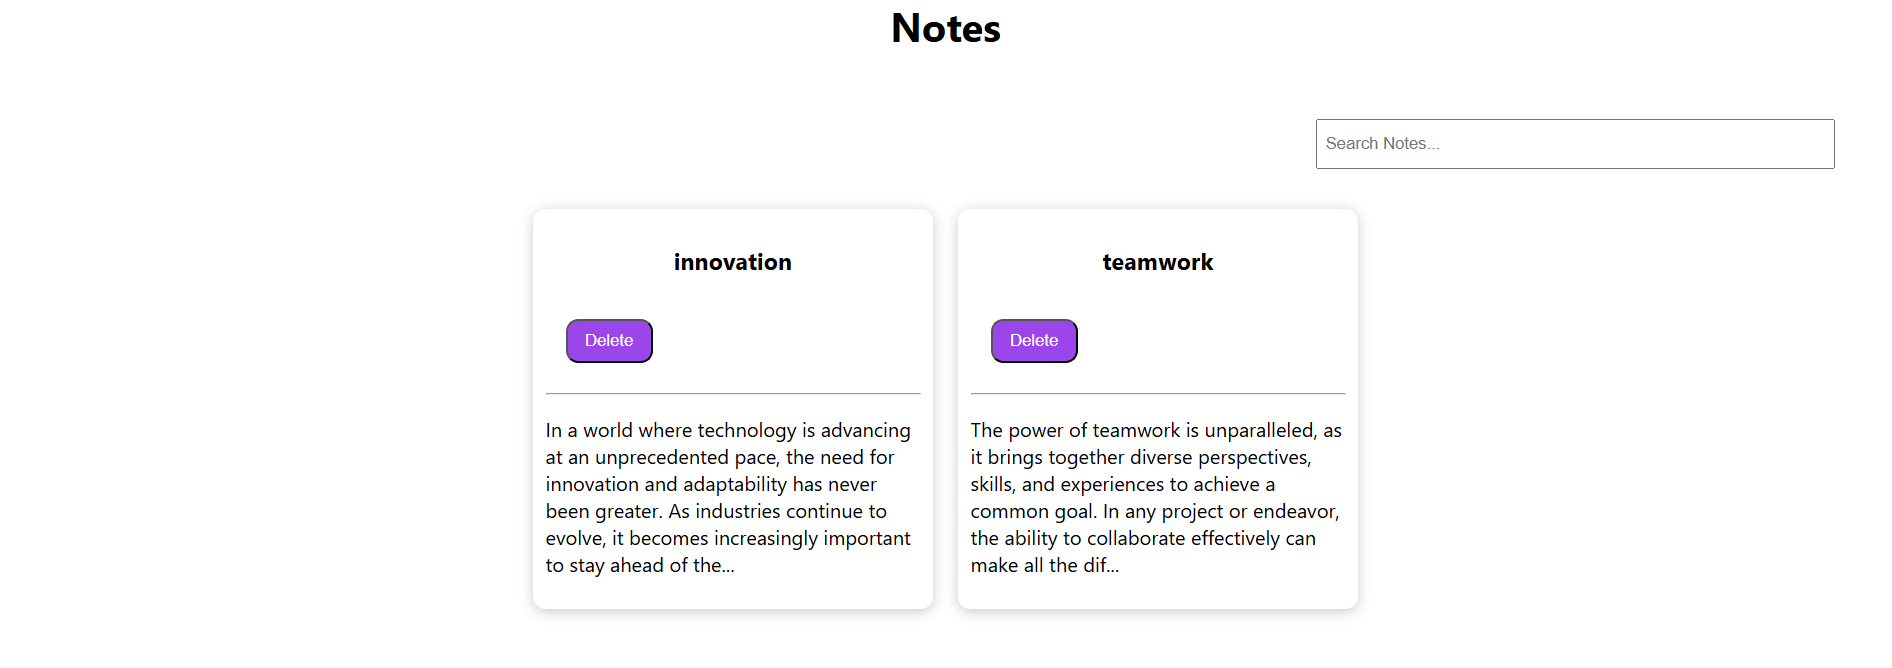 Notes
Search Notes...
innovation
Delete
In a world where technology is advancing
at an unprecedented pace, the need for
innovation and adaptability has never
been greater. As industries continue to
evolve, it becomes increasingly important
to stay ahead of the...
teamwork
Delete
The power of teamwork is unparalleled, as
it brings together diverse perspectives,
skills, and experiences to achieve a
common goal. In any project or endeavor,
the ability to collaborate effectively can
make all the dif...